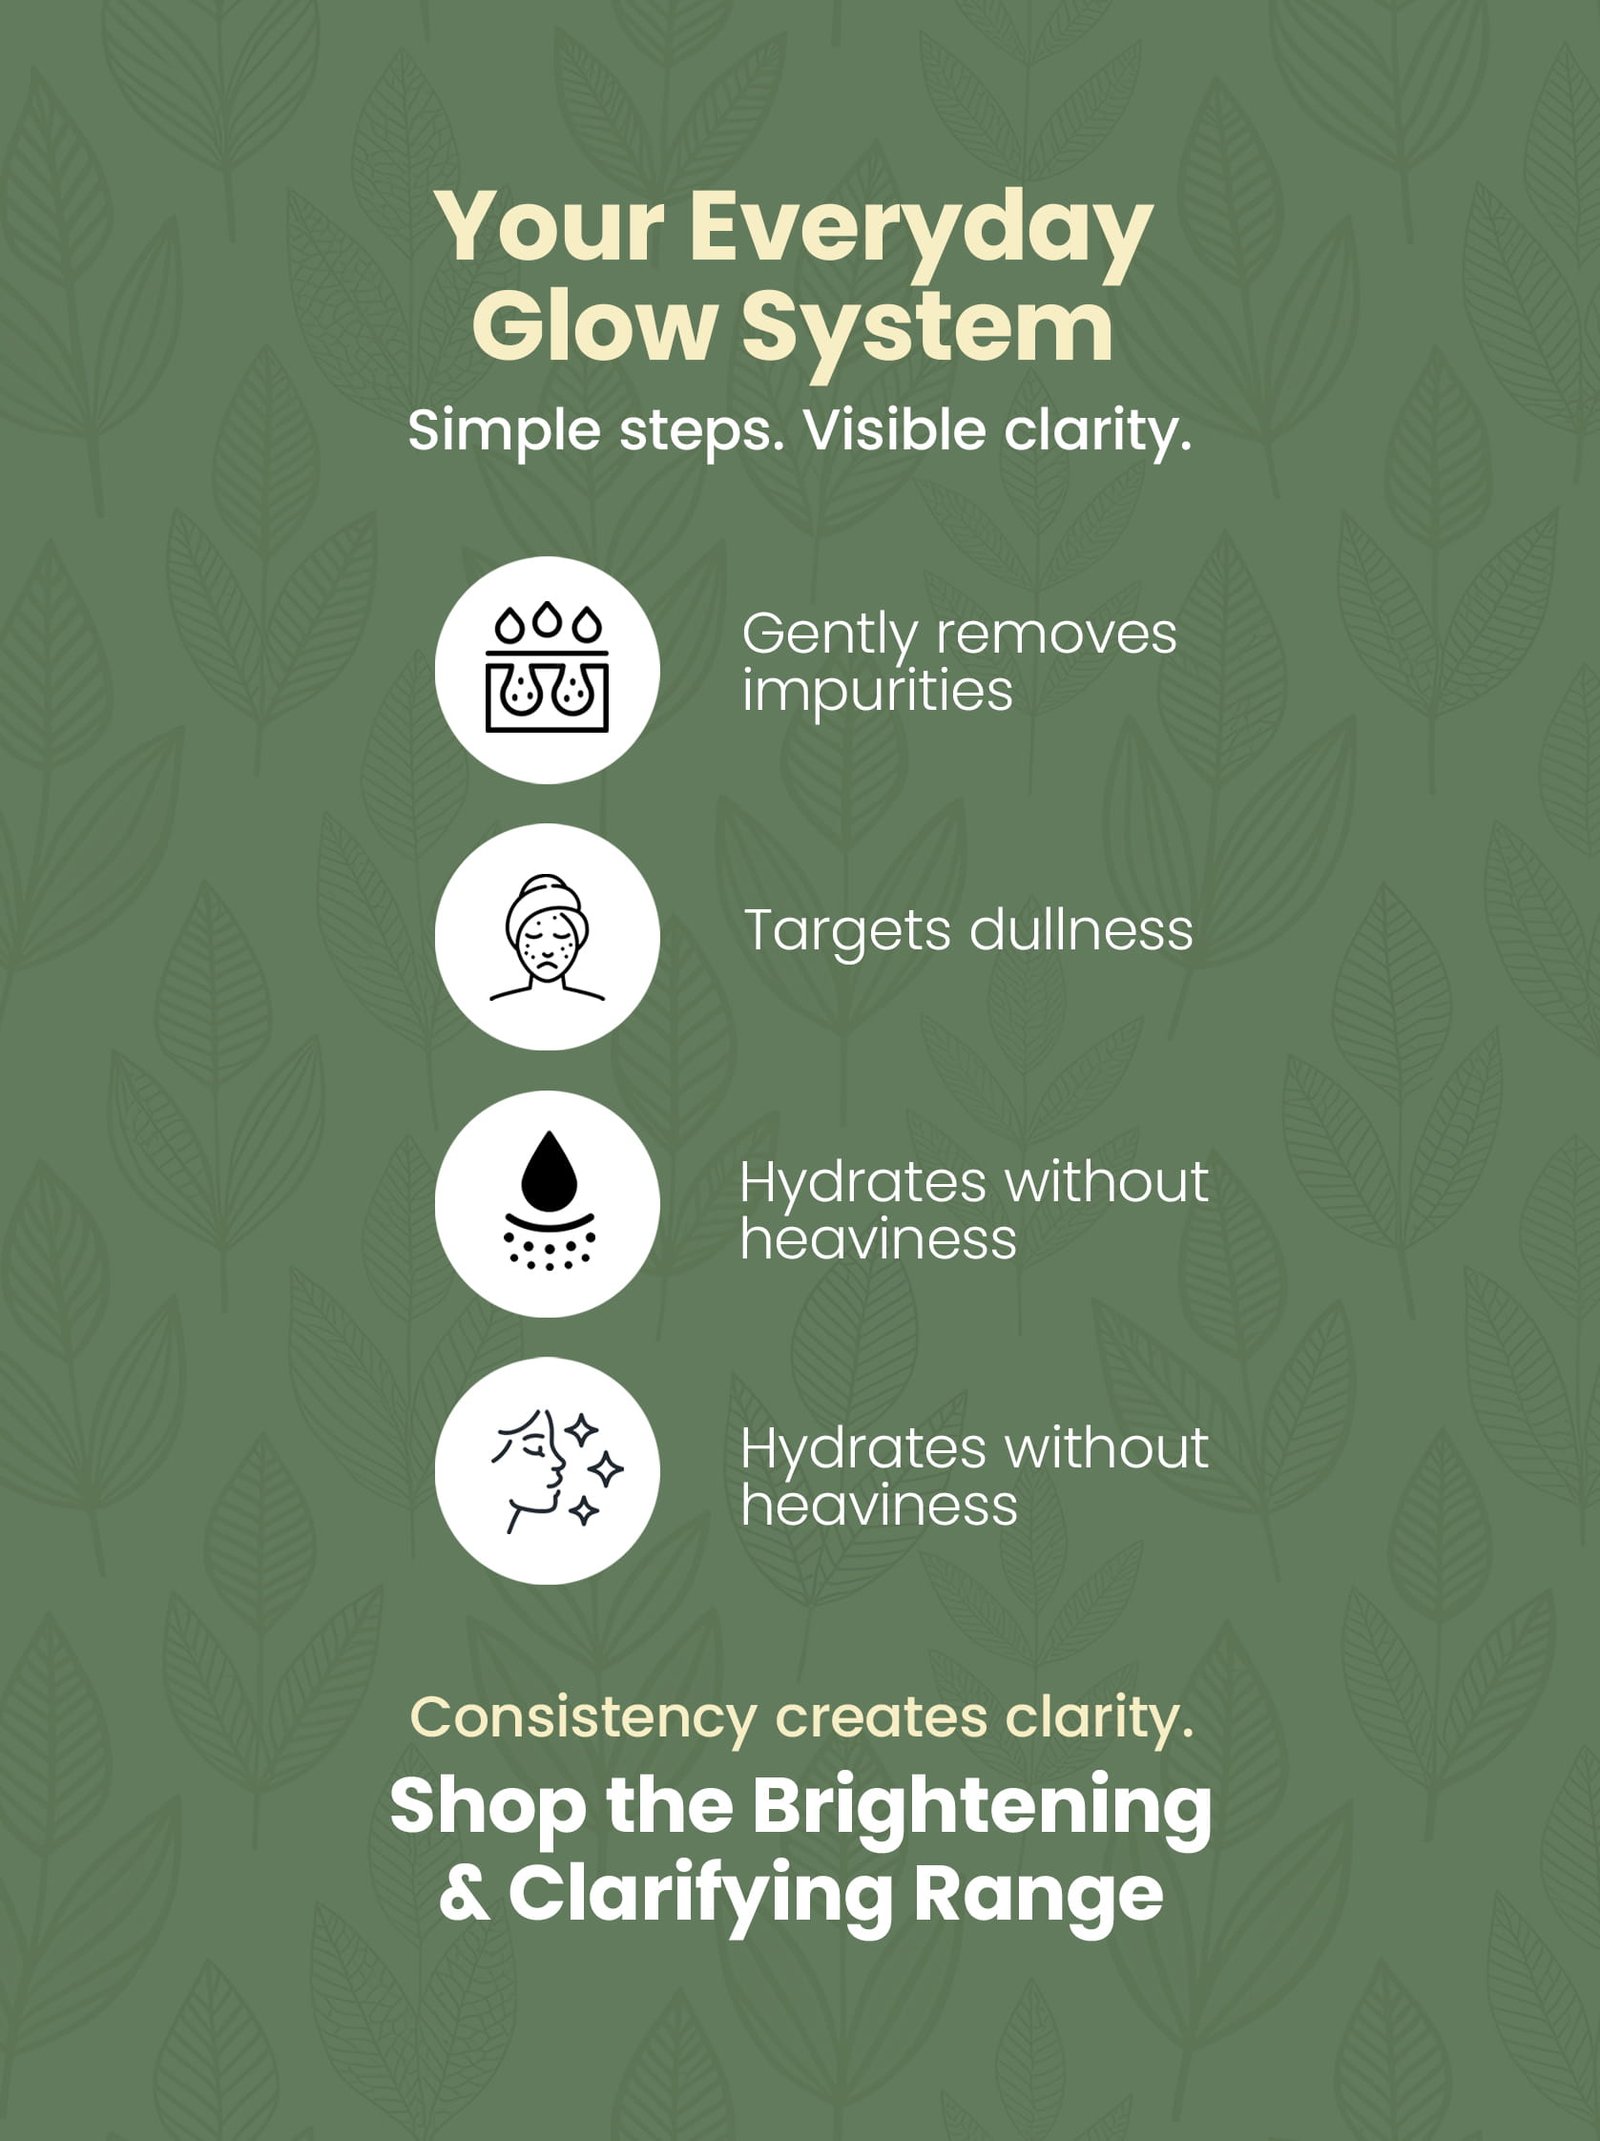 Your Everyday
Glow System
Simple steps. Visible clarity.
Gently removes
impurities
Targets dullness
Hydrates without
heaviness
Hydrates without
heaviness
Consistency creates clarity.
Shop the Brightening
& Clarifying Range